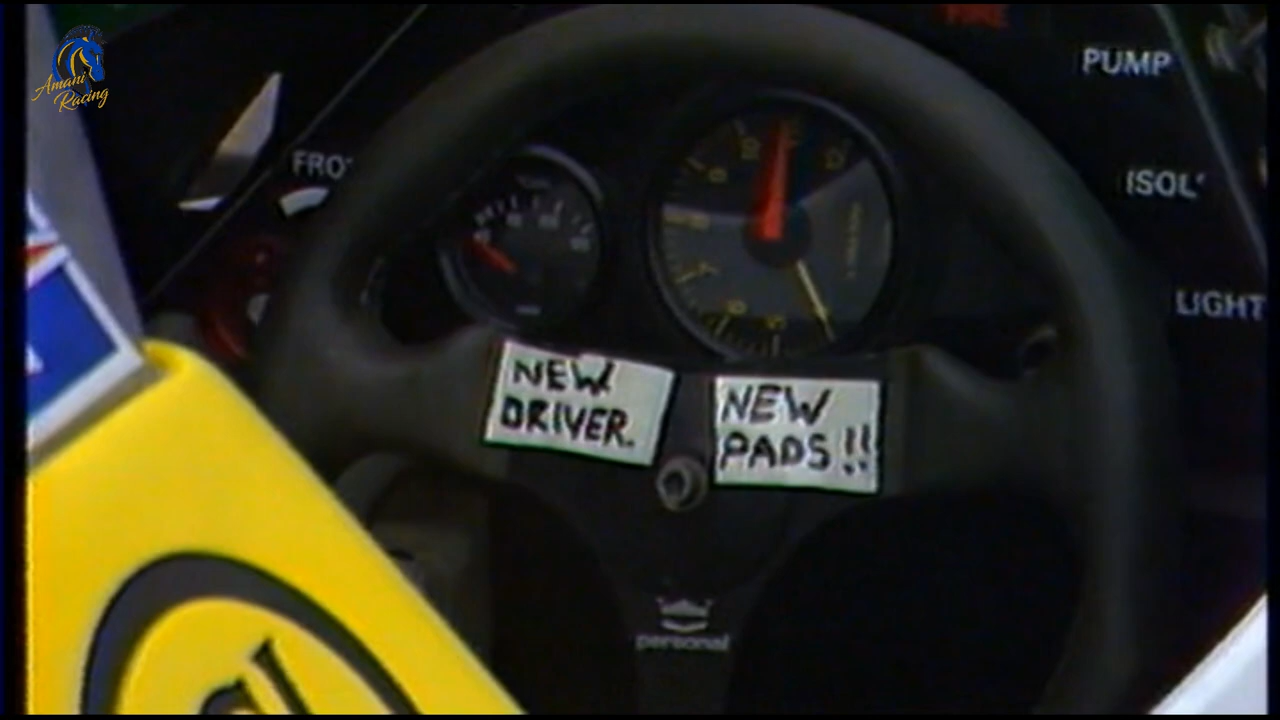 Amani
Racing
PUMP
FRO
ISOL
LIGHT
NEW
DRIVER.
NEW
PADS !!
personal